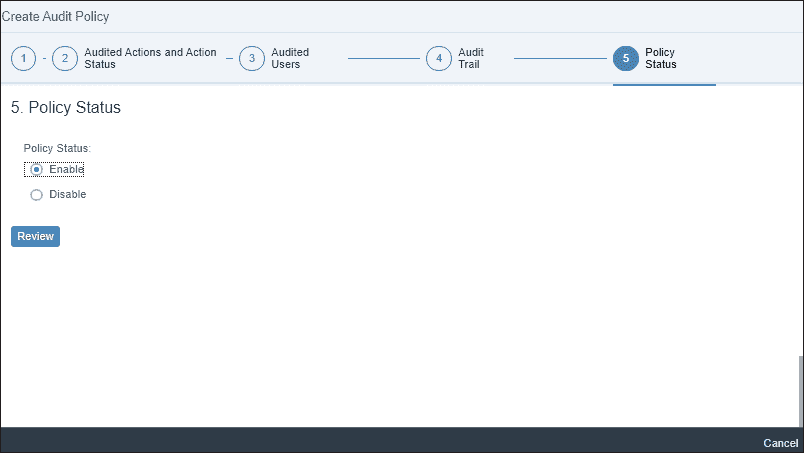 Create Audit Policy
1
2
Audited Actions and Action
Status
3
Audited
Users
4
Audit
Trail
5
Policy
Status
5. Policy Status
Policy Status:
Enable
Disable
Review
Cancel